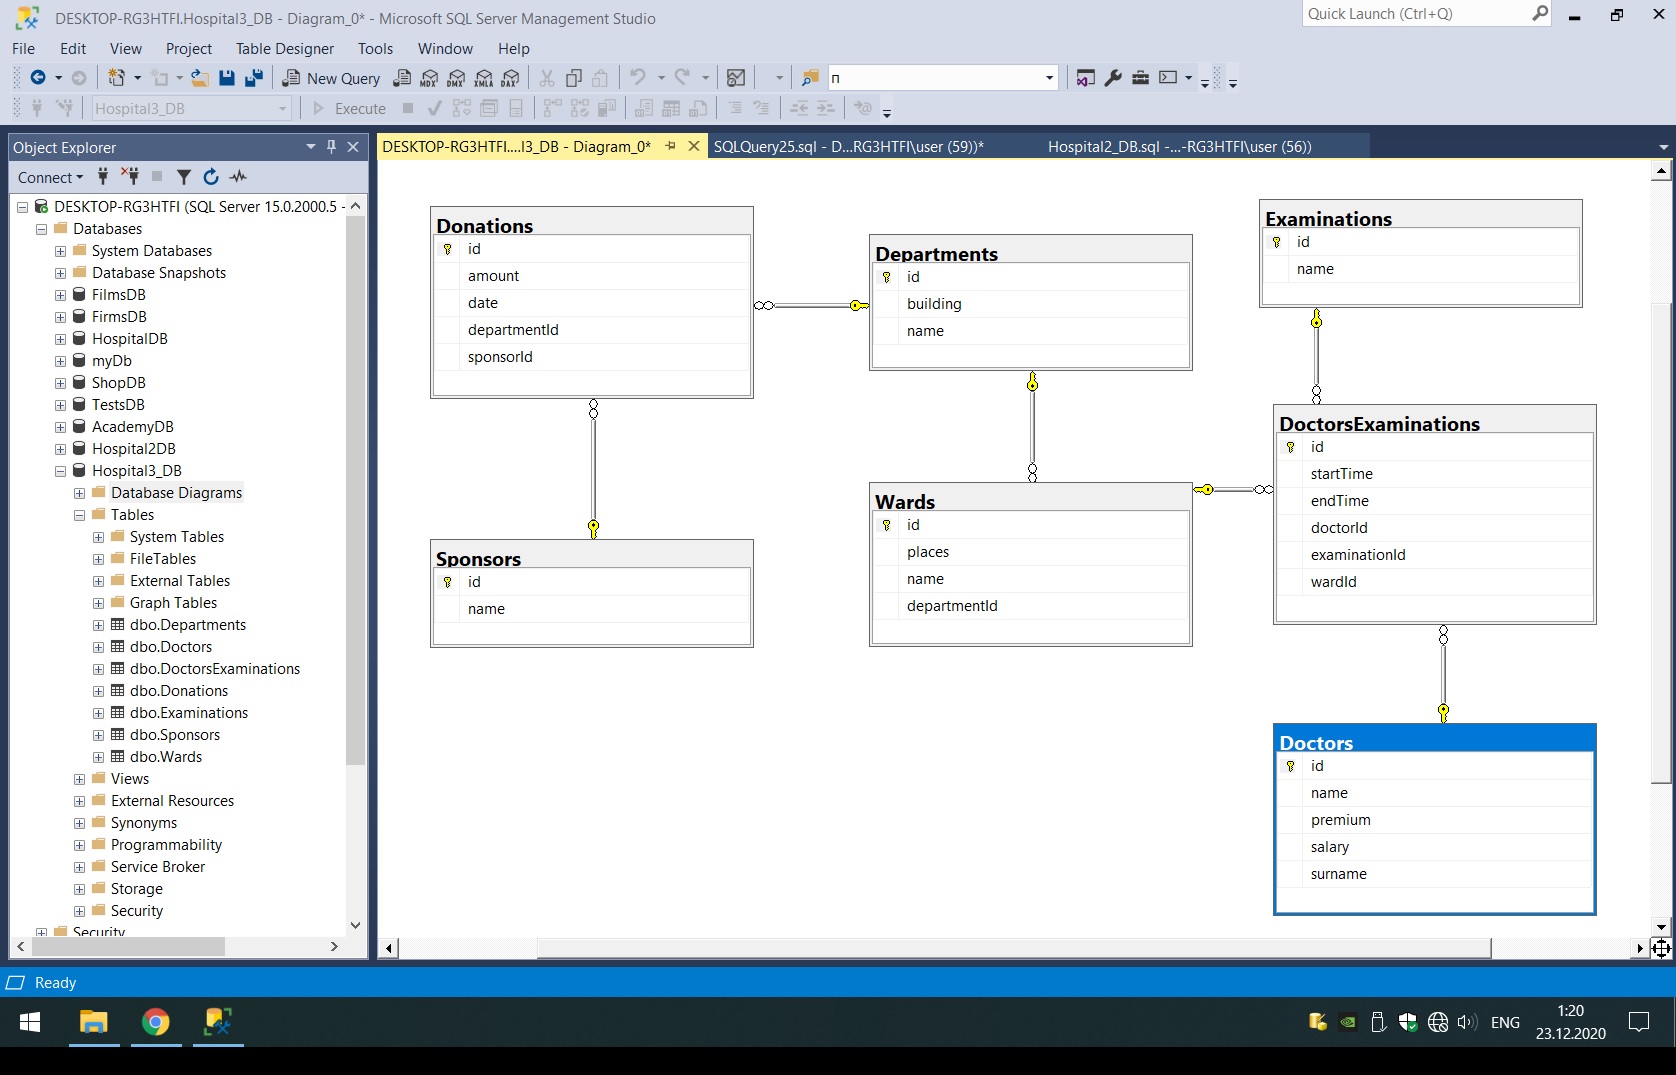 DESKTOP-RG3HTFI.Hospital3_DB - Diagram_0* - Microsoft SQL Server Management Studio
Quick Launch (Ctrl+Q)
File Edit View Project Table Designer Tools Window Help
New Query MDX DMX XMLA DAX п
Hospital3_DB Execute
Object Explorer
DESKTOP-RG3HTFI....l3_DB - Diagram_0* SQLQuery25.sql - D...RG3HTFI\user (59))* Hospital2_DB.sql -...-RG3HTFI\user (56))
Connect
DESKTOP-RG3HTFI (SQL Server 15.0.2000.5 -
Databases
System Databases
Database Snapshots
FilmsDB
FirmsDB
HospitalDB
myDb
ShopDB
TestsDB
AcademyDB
Hospital2DB
Hospital3_DB
Database Diagrams
Tables
System Tables
FileTables
External Tables
Graph Tables
dbo.Departments
dbo.Doctors
dbo.DoctorsExaminations
dbo.Donations
dbo.Examinations
dbo.Sponsors
dbo.Wards
Views
External Resources
Synonyms
Programmability
Service Broker
Storage
Security
Security
Donations
id
amount
date
departmentId
sponsorId
Sponsors
id
name
Departments
id
building
name
Wards
id
places
name
departmentId
Examinations
id
name
DoctorsExaminations
id
startTime
endTime
doctorId
examinationId
wardId
Doctors
id
name
premium
salary
surname
Ready
ENG
1:20
23.12.2020